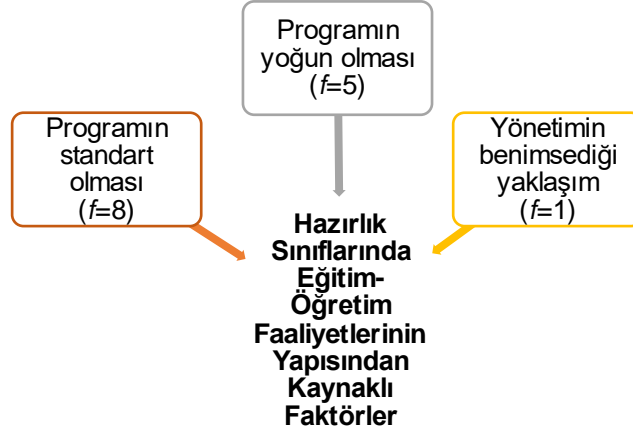 Programın
yoğun olması
(f=5)
Programın
standart
olması
(f=8)
Yönetimin
benimsediği
yaklaşım
(f=1)
Hazırlık
Sınıflarında
Eğitim-
Öğretim
Faaliyetlerinin
Yapısından
Kaynaklı
Faktörler